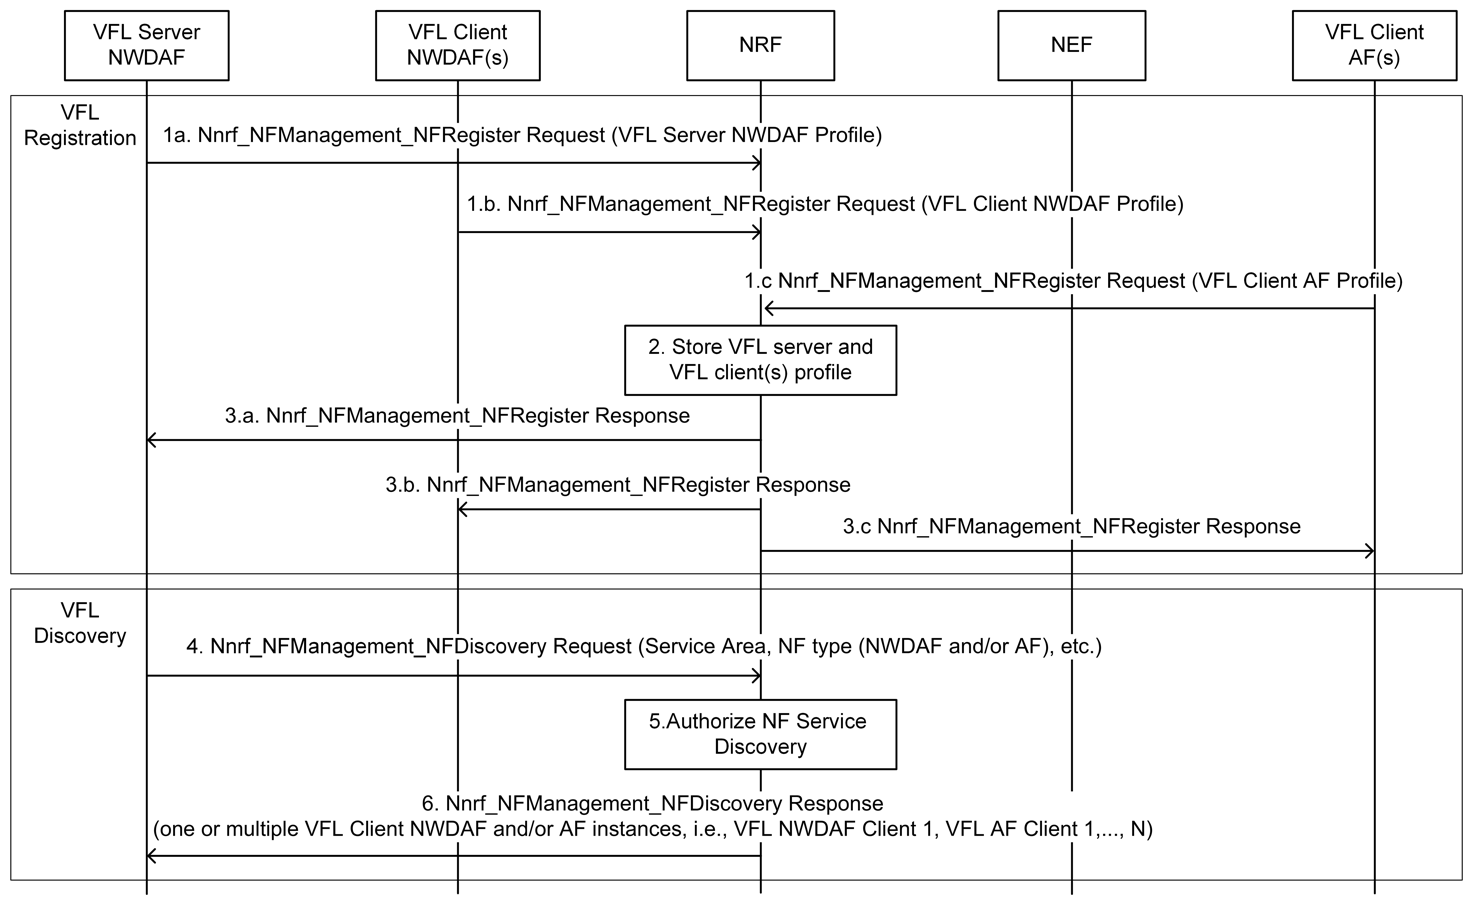 VFL Server
NWDAF
VFL Client
NWDAF(s)
NRF
NEF
VFL Client
AF(s)
VFL
Registration
1a. Nnrf_NFManagement_NFRegister Request (VFL Server NWDAF Profile)
1.b. Nnrf_NFManagement_NFRegister Request (VFL Client NWDAF Profile)
1.c Nnrf_NFManagement_NFRegister Request (VFL Client AF Profile)
2. Store VFL server and
VFL client(s) profile
3.a. Nnrf_NFManagement_NFRegister Response
3.b. Nnrf_NFManagement_NFRegister Response
3.c Nnrf_NFManagement_NFRegister Response
VFL
Discovery
4. Nnrf_NFManagement_NFDiscovery Request (Service Area, NF type (NWDAF and/or AF), etc.)
5.Authorize NF Service
Discovery
6. Nnrf_NFManagement_NFDiscovery Response
(one or multiple VFL Client NWDAF and/or AF instances, i.e., VFL NWDAF Client 1, VFL AF Client 1,..., N)